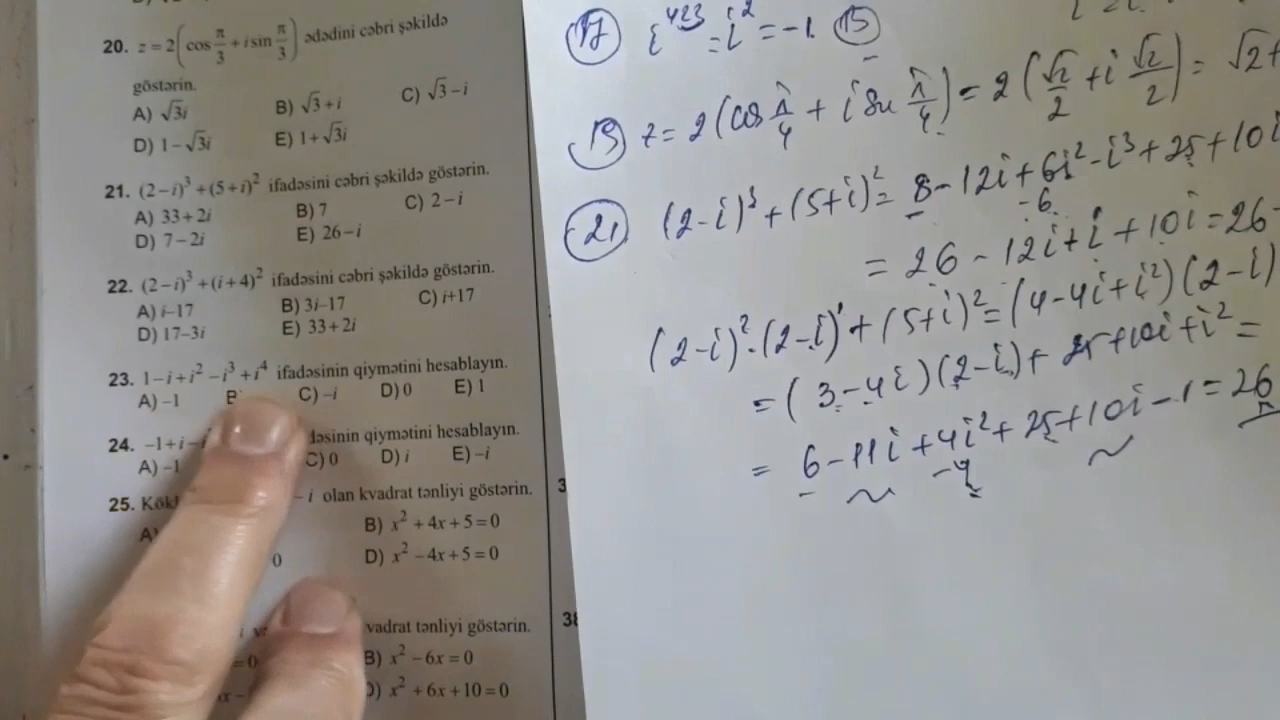 20. z = 2(cos π/3 + i sin π/3) ədədini cəbri şəkildə
göstərin.
A) √3i B) √3 + i C) √3 − i
D) 1 − √3i E) 1 + √3i
21. (2−i)³ + (5+i)² ifadəsini cəbri şəkildə göstərin.
A) 33 + 2i B) 7 C) 2 − i
D) 7 − 2i E) 26 − i
22. (2−i)³ + (i+4)² ifadəsini cəbri şəkildə göstərin.
A) i−17 B) 3i−17 C) i+17
D) 17−3i E) 33+2i
23. 1−i+i²−i³+i⁴ ifadəsinin qiymətini hesablayın.
A) −1 C) −i D) 0 E) 1
24. −1+i− qiymətini hesablayın.
A) −1 C) 0 D) i E) −i
25. −i olan kvadrat tənliyi göstərin.
B) x² + 4x + 5 = 0
0 D) x² − 4x + 5 = 0
kvadrat tənliyi göstərin.
=0 B) x² − 6x = 0
D) x² + 6x + 10 = 0
3
38
17 i⁴²³ = i² = −1 15
19 z = 2(cos π/4 + i sin π/4) = 2(√2/2 + i √2/2) = √2+
21 (2−i)³ + (5+i)² = 8 − 12i + 6i² − i³ + 25 + 10i
−6
= 26 − 12i + i + 10i = 26
(2−i)²·(2−i)¹ + (5+i)² = (4−4i+i²)(2−i)
= (3−4i)(2−i) + 25 + 10i + i² =
= 6 − 11i + 4i² + 25 + 10i − 1 = 26
−4